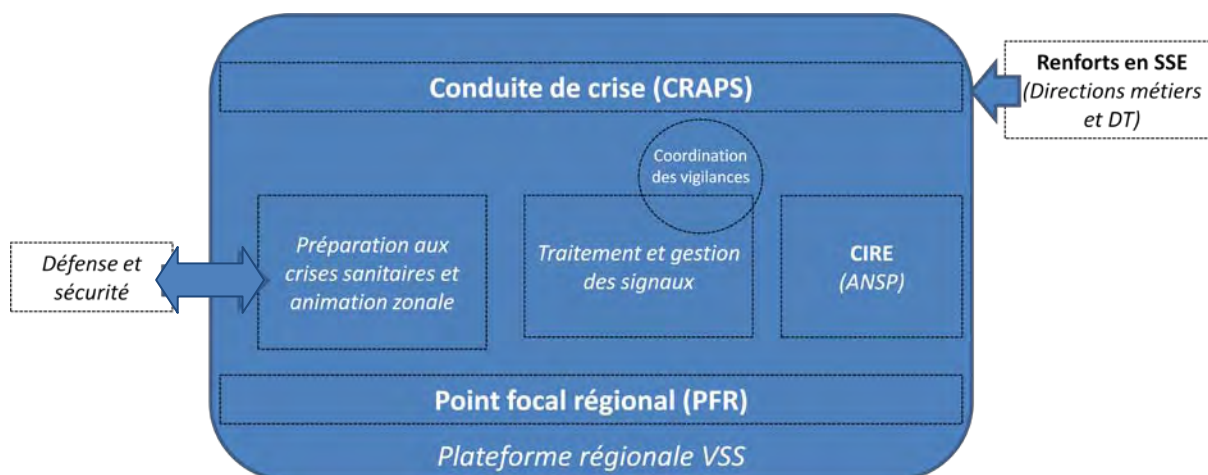 Conduite de crise (CRAPS)
Renforts en SSE
(Directions métiers
et DT)
Coordination
des vigilances
Défense et
sécurité
Préparation aux
crises sanitaires et
animation zonale
Traitement et gestion
des signaux
CIRE
(ANSP)
Point focal régional (PFR)
Plateforme régionale VSS